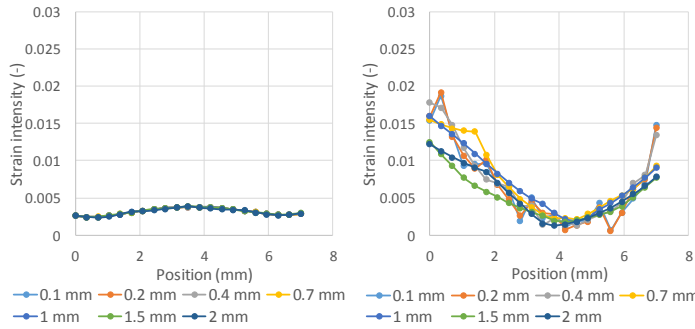 0.03
0.025
0.02
0.015
0.01
0.005
0
Strain intensity (-)
0 2 4 6 8
Position (mm)
0.1 mm 0.2 mm 0.4 mm 0.7 mm
1 mm 1.5 mm 2 mm
0.03
0.025
0.02
0.015
0.01
0.005
0
Strain intensity (-)
0 2 4 6 8
Position (mm)
0.1 mm 0.2 mm 0.4 mm 0.7 mm
1 mm 1.5 mm 2 mm